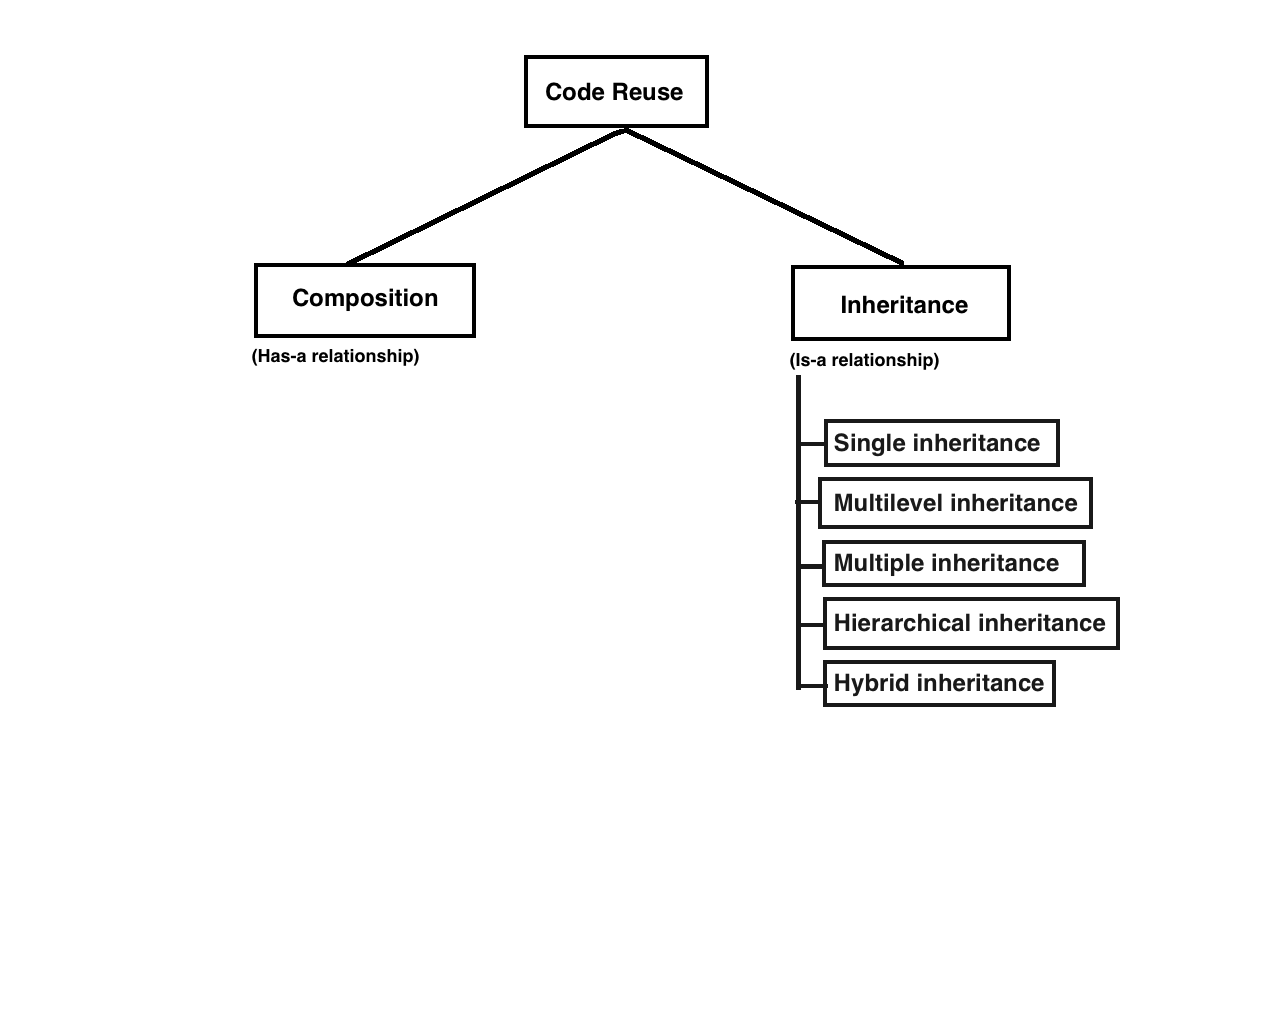 Code Reuse
Composition
(Has-a relationship)
Inheritance
(Is-a relationship)
Single inheritance
Multilevel inheritance
Multiple inheritance
Hierarchical inheritance
Hybrid inheritance